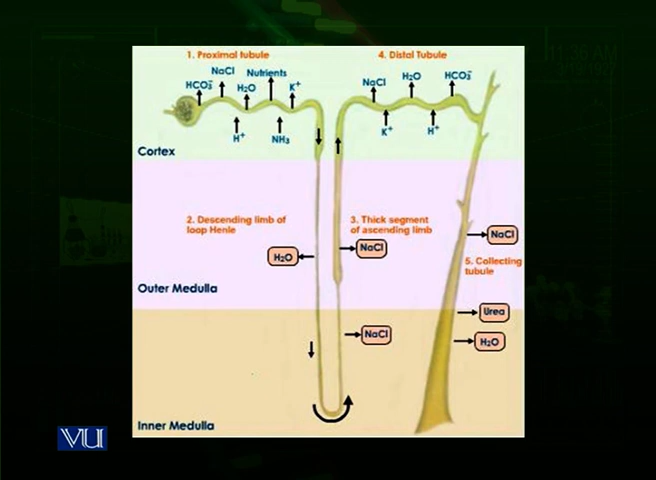 1. Proximal tubule
4. Distal Tubule
HCO₃⁻
NaCl
H₂O
Nutrients
K⁺
NaCl
H₂O
HCO₃⁻
H⁺
NH₃
K⁺
H⁺
Cortex
2. Descending limb of
loop Henle
3. Thick segment
of ascending limb
NaCl
H₂O
NaCl
5. Collecting
tubule
Outer Medulla
Urea
NaCl
H₂O
Inner Medulla
VU